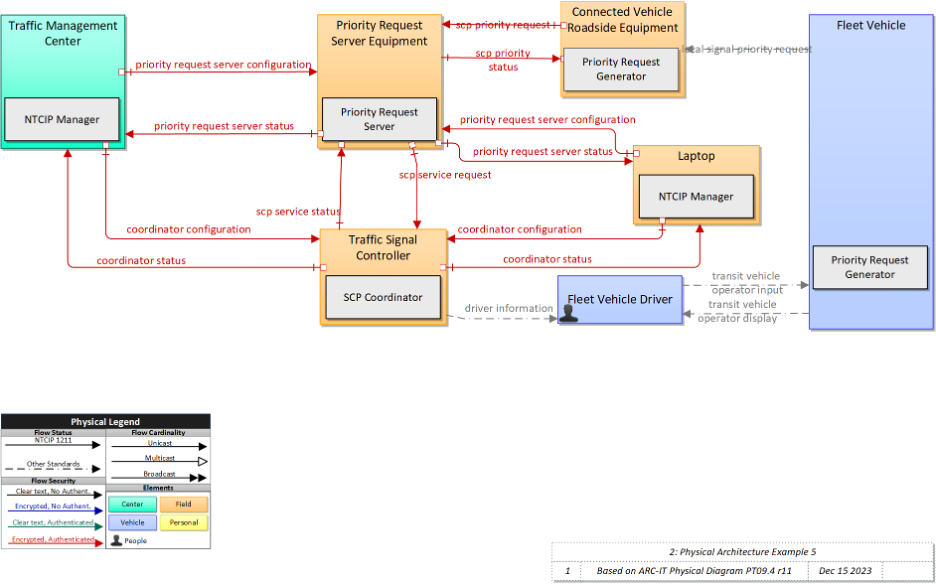 Traffic Management
Center
NTCIP Manager
Priority Request
Server Equipment
Priority Request
Server
Connected Vehicle
Roadside Equipment
Priority Request
Generator
Fleet Vehicle
Priority Request
Generator
scp priority request
scp priority
status
local signal priority request
priority request server configuration
priority request server status
priority request server configuration
priority request server status
Laptop
NTCIP Manager
scp service request
scp service status
coordinator configuration
coordinator status
coordinator configuration
coordinator status
Traffic Signal
Controller
SCP Coordinator
driver information
Fleet Vehicle Driver
transit vehicle
operator input
transit vehicle
operator display
Physical Legend
Flow Status
NTCIP 1211
Other Standards
Flow Security
Clear text, No Authent.
Encrypted, No Authent.
Clear text, Authenticated
Encrypted, Authenticated
Flow Cardinality
Unicast
Multicast
Broadcast
Elements
Center
Field
Vehicle
Personal
People
2: Physical Architecture Example 5
1 Based on ARC-IT Physical Diagram PT09.4 r11 Dec 15 2023